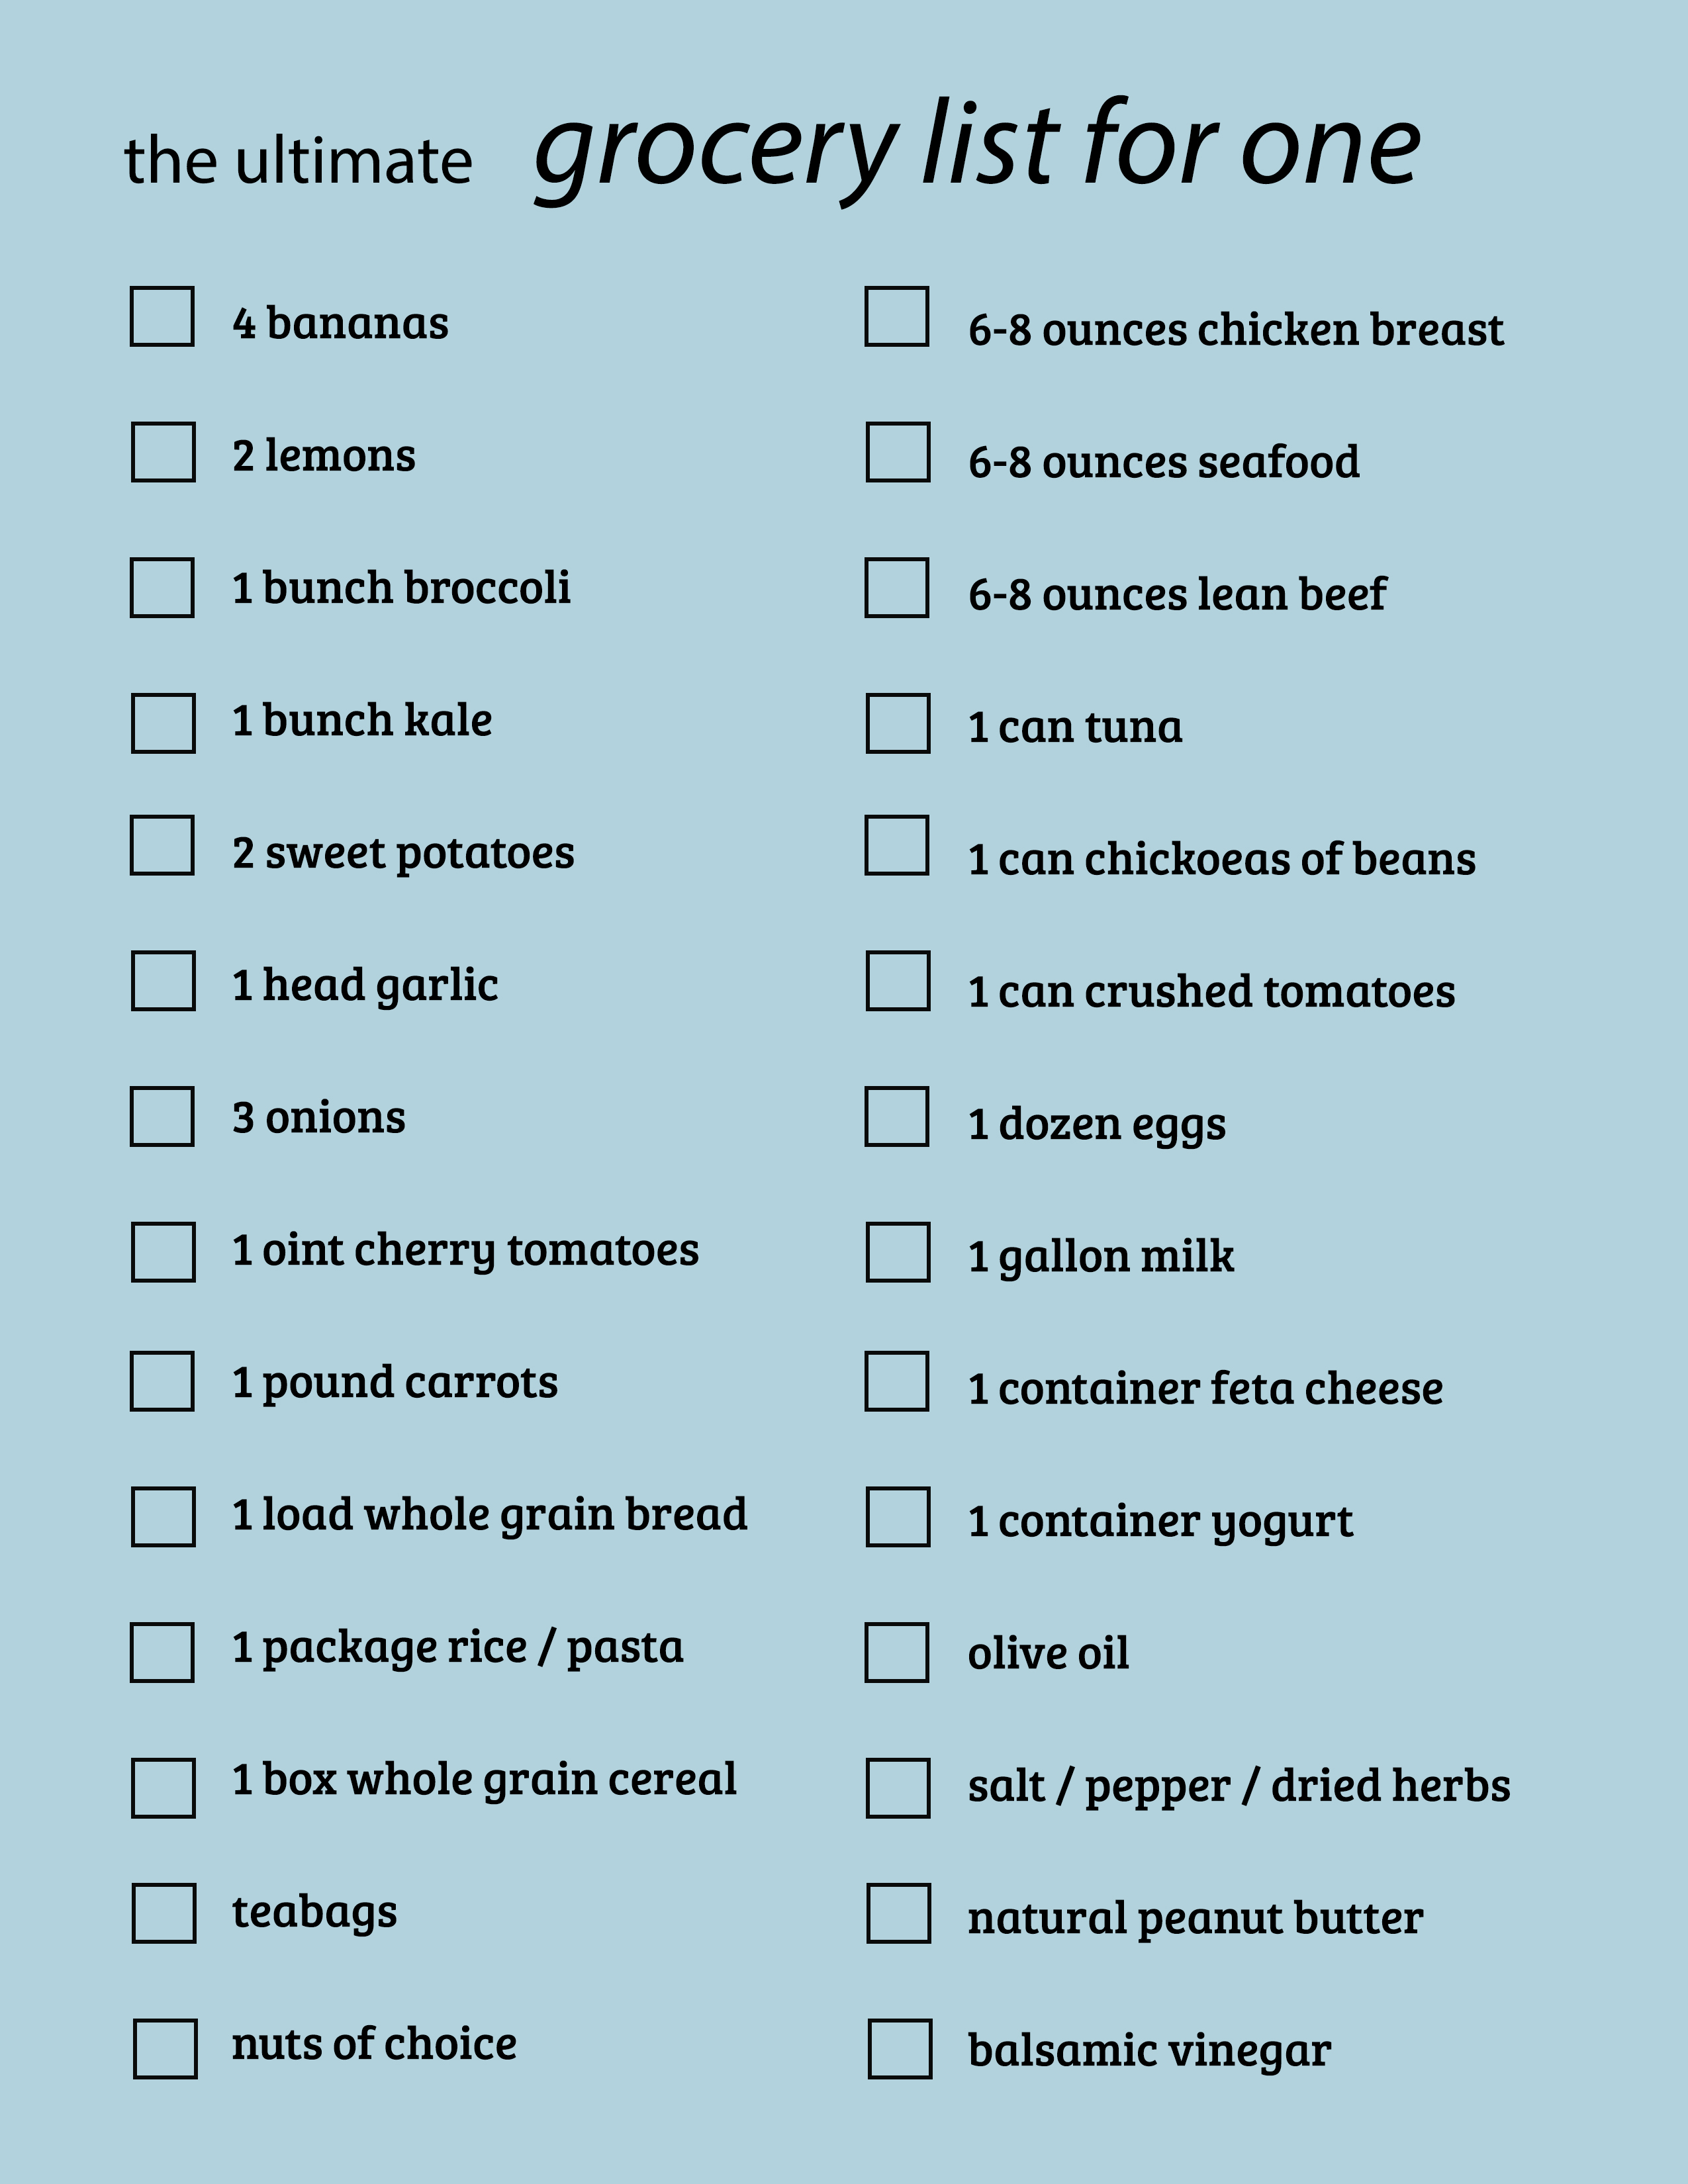 the ultimate grocery list for one
4 bananas
2 lemons
1 bunch broccoli
1 bunch kale
2 sweet potatoes
1 head garlic
3 onions
1 oint cherry tomatoes
1 pound carrots
1 load whole grain bread
1 package rice / pasta
1 box whole grain cereal
teabags
nuts of choice
6-8 ounces chicken breast
6-8 ounces seafood
6-8 ounces lean beef
1 can tuna
1 can chickoeas of beans
1 can crushed tomatoes
1 dozen eggs
1 gallon milk
1 container feta cheese
1 container yogurt
olive oil
salt / pepper / dried herbs
natural peanut butter
balsamic vinegar